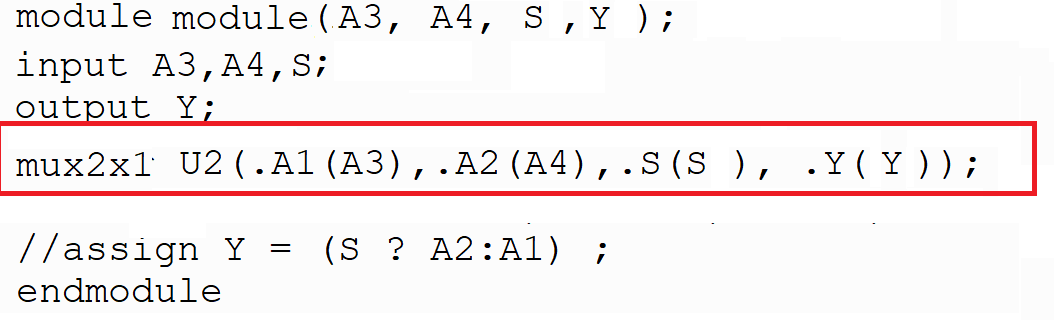 module module(A3, A4, S ,Y );
input A3,A4,S;
output Y;
mux2x1 U2(.A1(A3),.A2(A4),.S(S ), .Y( Y ));
//assign Y = (S ? A2:A1) ;
endmodule